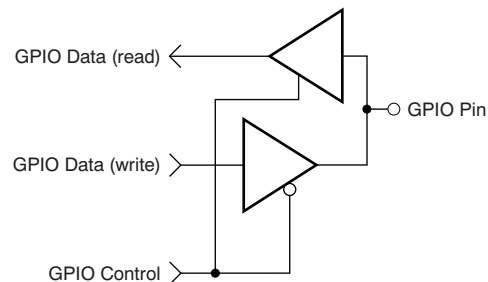 GPIO Data (read)
GPIO Pin
GPIO Data (write)
GPIO Control